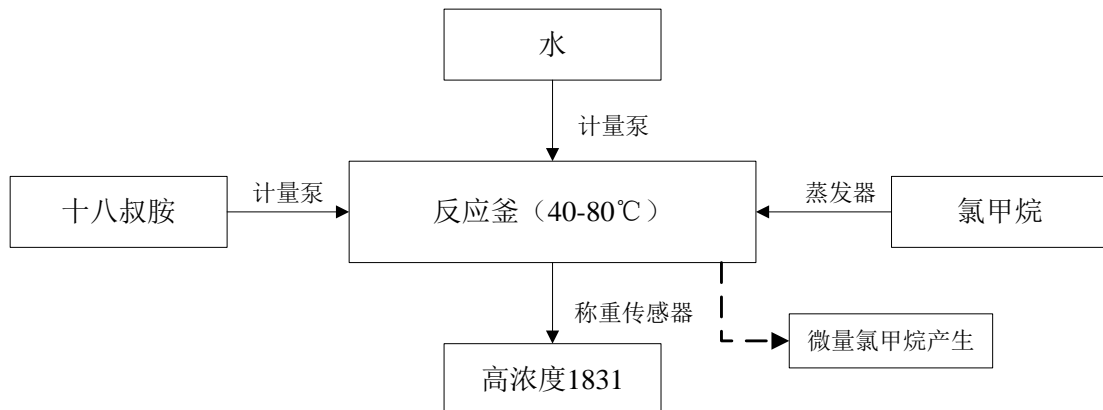 水
计量泵
十八叔胺
计量泵
反应釜（40-80℃）
蒸发器
氯甲烷
称重传感器
微量氯甲烷产生
高浓度1831